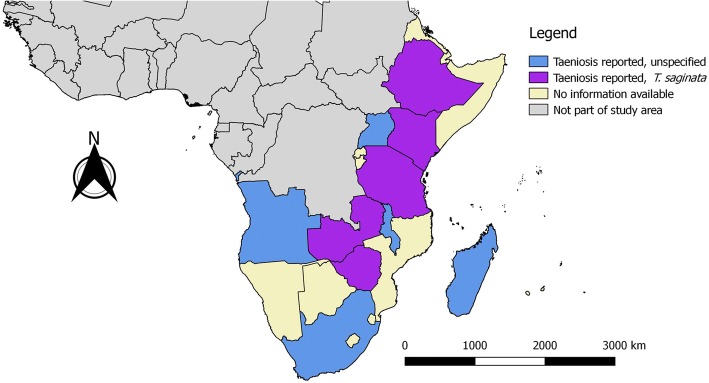 Legend
Taeniosis reported, unspecified
Taeniosis reported, T. saginata
No information available
Not part of study area
N
0 1000 2000 3000 km